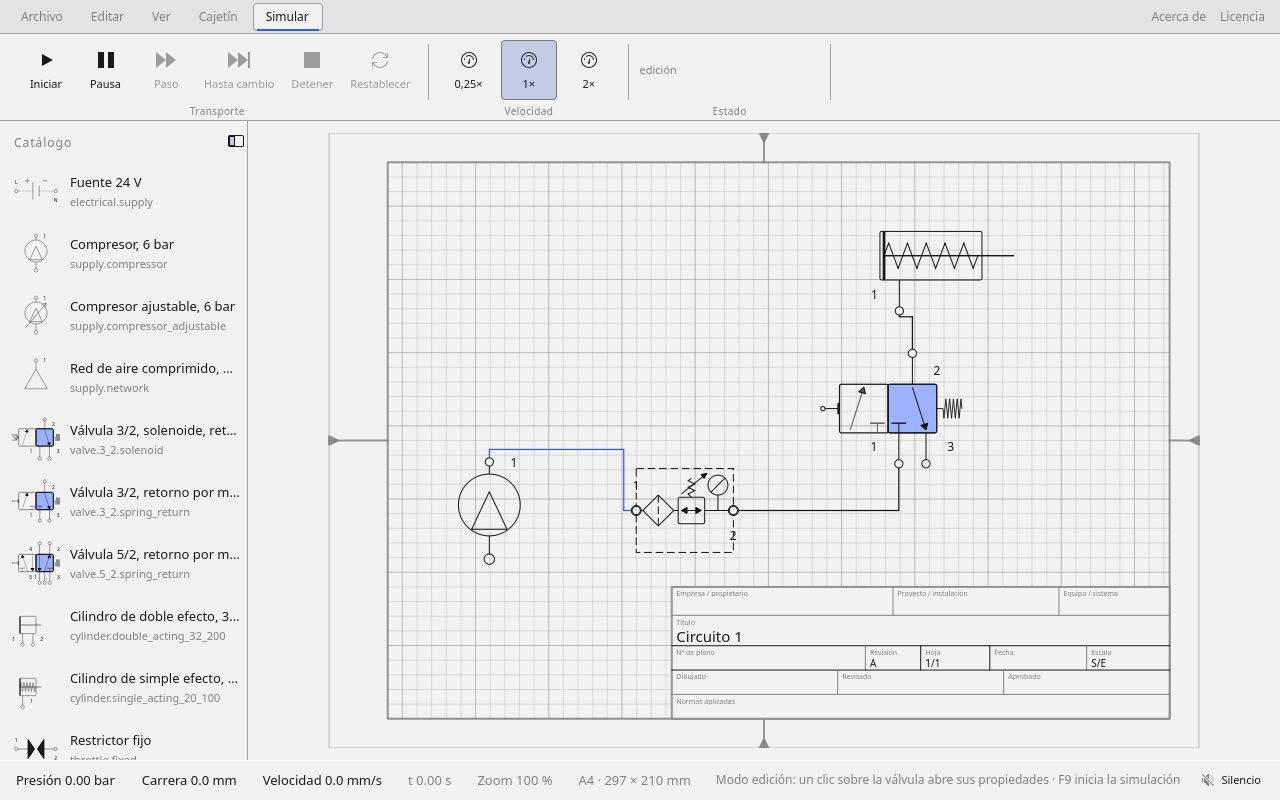 Archivo Editar Ver Cajetín Simular Acerca de Licencia
Iniciar Pausa Paso Hasta cambio Detener Restablecer 0,25× 1× 2× edición
Transporte Velocidad Estado
Catálogo
Fuente 24 V
electrical.supply
Compresor, 6 bar
supply.compressor
Compresor ajustable, 6 bar
supply.compressor_adjustable
Red de aire comprimido, ...
supply.network
Válvula 3/2, solenoide, ret...
valve.3_2.solenoid
Válvula 3/2, retorno por m...
valve.3_2.spring_return
Válvula 5/2, retorno por m...
valve.5_2.spring_return
Cilindro de doble efecto, 3...
cylinder.double_acting_32_200
Cilindro de simple efecto, ...
cylinder.single_acting_20_100
Restrictor fijo
throttle.fixed
1
2
1 3
1
1
2
Empresa / propietario Proyecto / instalación Equipo / sistema
Título
Circuito 1
Nº de plano Revisión Hoja Fecha Escala
A 1/1 S/E
Dibujado Revisado Aprobado
Normas aplicadas
Presión 0.00 bar Carrera 0.0 mm Velocidad 0.0 mm/s t 0.00 s Zoom 100 % A4 · 297 × 210 mm Modo edición: un clic sobre la válvula abre sus propiedades · F9 inicia la simulación Silencio